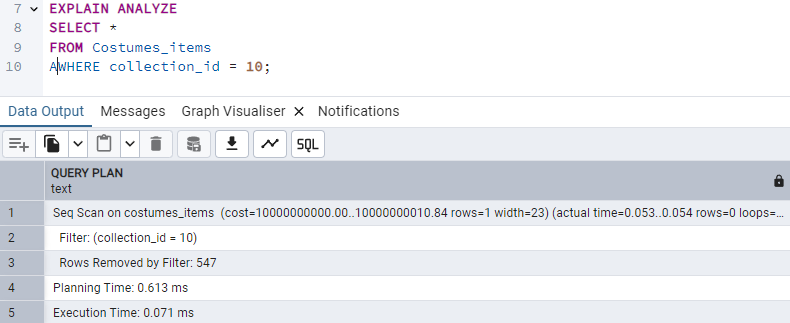 7 EXPLAIN ANALYZE
8 SELECT *
9 FROM Costumes_items
10 AWHERE collection_id = 10;
Data Output Messages Graph Visualiser Notifications
SQL
QUERY PLAN
text
1 Seq Scan on costumes_items (cost=10000000000.00..10000000010.84 rows=1 width=23) (actual time=0.053..0.054 rows=0 loops=...
2 Filter: (collection_id = 10)
3 Rows Removed by Filter: 547
4 Planning Time: 0.613 ms
5 Execution Time: 0.071 ms